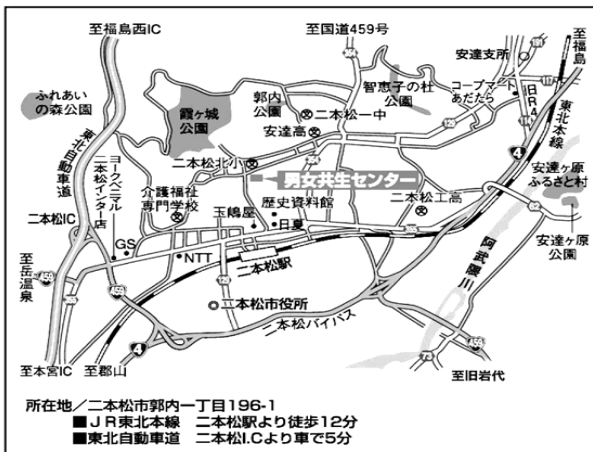 至福島西IC
至国道459号
至福島
安達支所
ふれあい
の森公園
霞ヶ城
公園
郭内
公園
智恵子の杜
公園
コープマート
あだたら
旧R4
東北本線
二本松一中
安達高
東北自動車道
ヨークベニマル
二本松インター店
二本松北小
男女共生センター
4
安達ヶ原
ふるさと村
介護福祉
専門学校
歴史資料館
二本松工高
二本松IC
玉嶋屋
日夏
安達ヶ原
公園
GS
NTT
二本松駅
阿武隈川
至岳温泉
459
459
二本松市役所
二本松バイパス
4
至本宮IC
至郡山
至旧岩代
所在地/二本松市郭内一丁目196-1
■JR東北本線 二本松駅より徒歩12分
■東北自動車道 二本松I.Cより車で5分